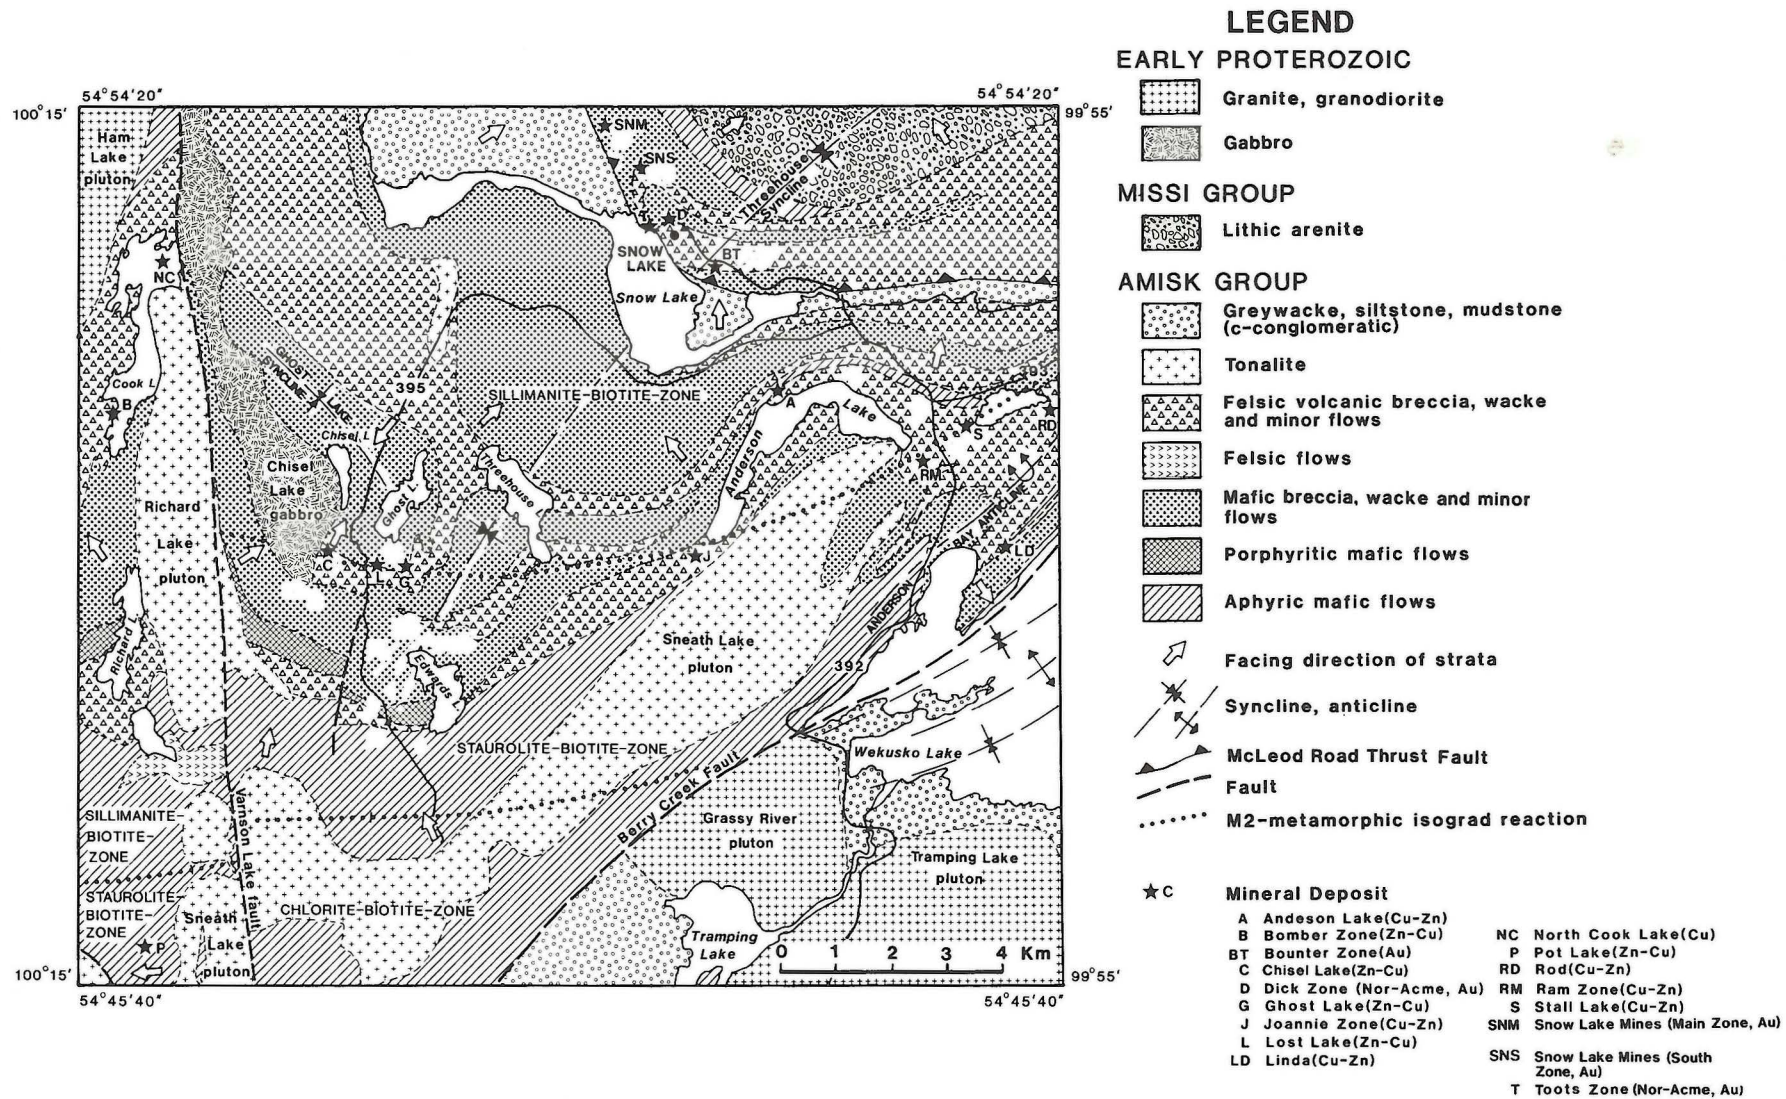 LEGEND
EARLY PROTEROZOIC
Granite, granodiorite
Gabbro
MISSI GROUP
Lithic arenite
AMISK GROUP
Greywacke, siltstone, mudstone
(c-conglomeratic)
Tonalite
Felsic volcanic breccia, wacke
and minor flows
Felsic flows
Mafic breccia, wacke and minor
flows
Porphyritic mafic flows
Aphyric mafic flows
Facing direction of strata
Syncline, anticline
McLeod Road Thrust Fault
Fault
M2-metamorphic isograd reaction
C Mineral Deposit
A Andeson Lake(Cu-Zn)
B Bomber Zone(Zn-Cu)
BT Bounter Zone(Au)
C Chisel Lake(Zn-Cu)
D Dick Zone (Nor-Acme, Au)
G Ghost Lake(Zn-Cu)
J Joannie Zone(Cu-Zn)
L Lost Lake(Zn-Cu)
LD Linda(Cu-Zn)
NC North Cook Lake(Cu)
P Pot Lake(Zn-Cu)
RD Rod(Cu-Zn)
RM Ram Zone(Cu-Zn)
S Stall Lake(Cu-Zn)
SNM Snow Lake Mines (Main Zone, Au)
SNS Snow Lake Mines (South
Zone, Au)
T Toots Zone (Nor-Acme, Au)
54°54'20"
54°54'20"
100°15'
99°55'
Ham
Lake
pluton
SNM
SNS
Threehouse
Syncline
D
BT
SNOW
LAKE
Snow Lake
NC
GHOST LAKE
SYNCLINE
395
393
SILLIMANITE-BIOTITE-ZONE
Cook L
B
A
Anderson Lake
S
RD
RM
Chisel L
Chisel
Lake
gabbro
Ghost L
Threehouse L
Richard
Lake
pluton
C
L
G
J
LD
ANDERSON BAY ANTICLINE
Richard L
Edwards L
Sneath Lake
pluton
392
STAUROLITE-BIOTITE-ZONE
Wekusko Lake
Berry Creek Fault
Varnson Lake fault
SILLIMANITE-
BIOTITE-
ZONE
Grassy River
pluton
Tramping Lake
pluton
STAUROLITE-
BIOTITE-
ZONE
CHLORITE-BIOTITE-ZONE
Sneath
Lake
pluton
P
Tramping
Lake
0 1 2 3 4 Km
100°15'
99°55'
54°45'40"
54°45'40"